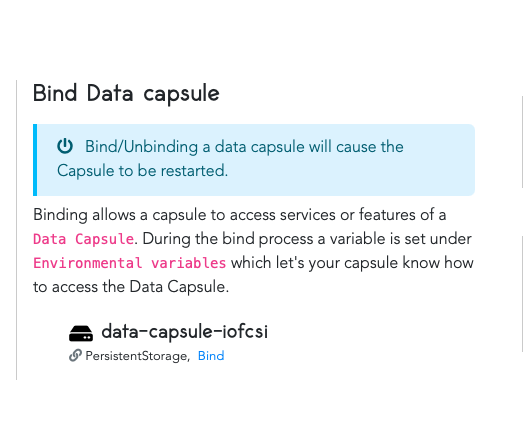 Bind Data capsule
Bind/Unbinding a data capsule will cause the
Capsule to be restarted.
Binding allows a capsule to access services or features of a
Data Capsule. During the bind process a variable is set under
Environmental variables which let's your capsule know how
to access the Data Capsule.
data-capsule-iofcsi
PersistentStorage, Bind